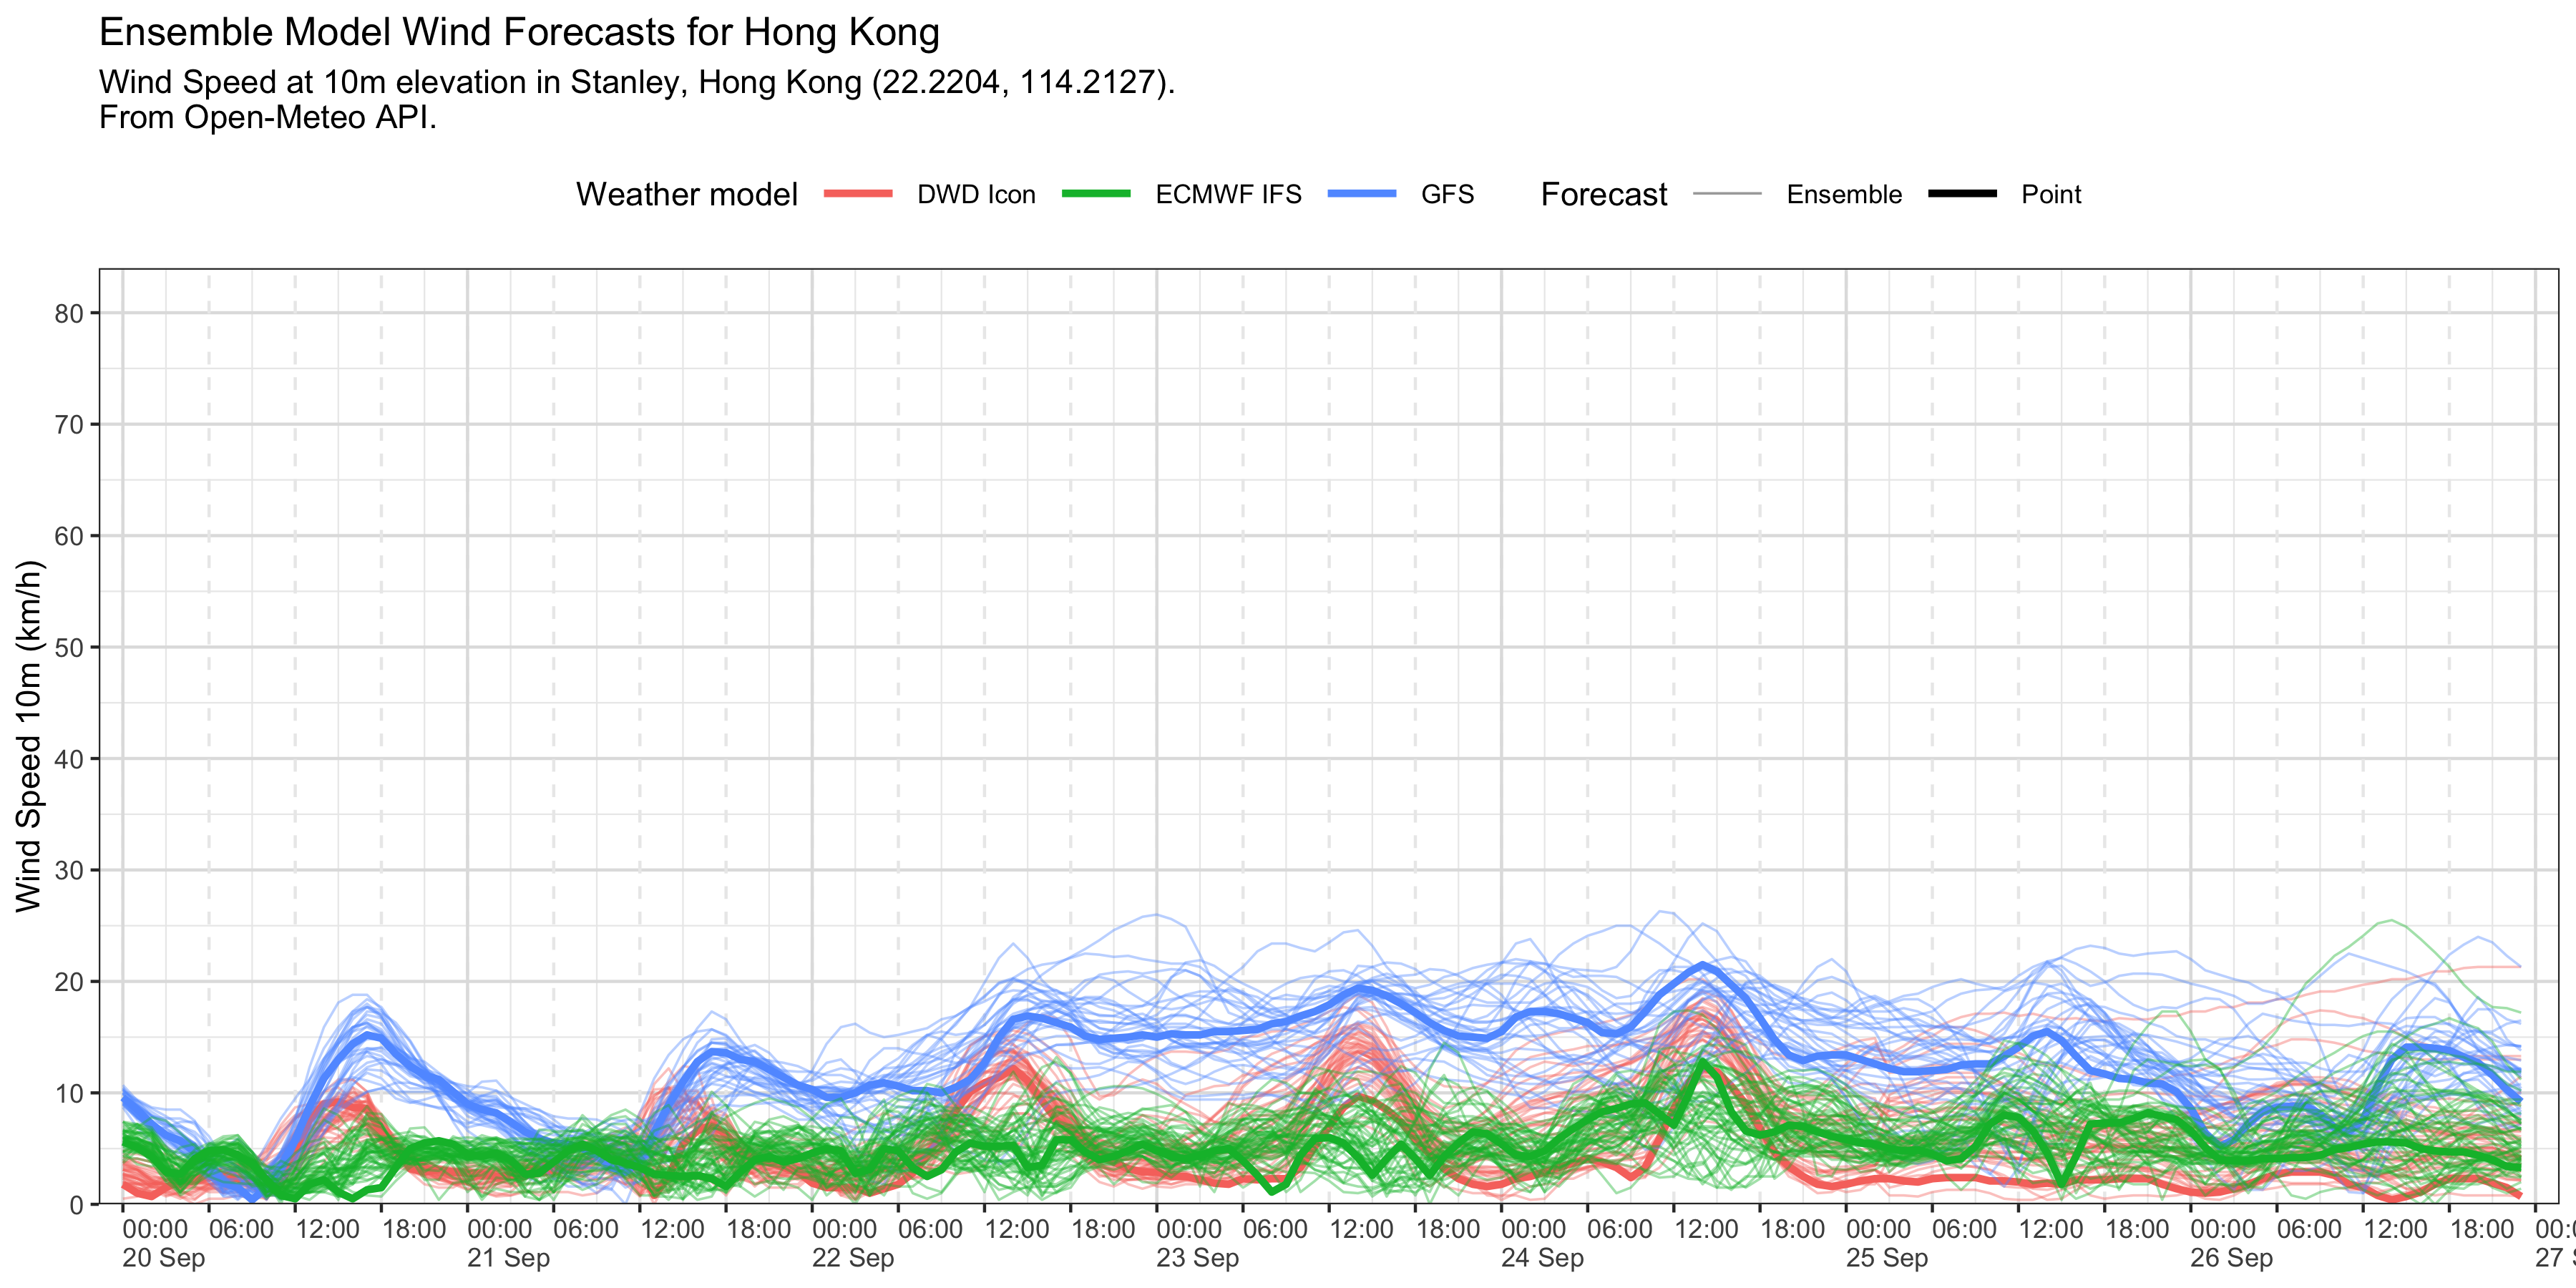 Ensemble Model Wind Forecasts for Hong Kong
Wind Speed at 10m elevation in Stanley, Hong Kong (22.2204, 114.2127).
From Open-Meteo API.
Weather model DWD Icon ECMWF IFS GFS Forecast Ensemble Point
Wind Speed 10m (km/h)
80
70
60
50
40
30
20
10
0
00:00 06:00 12:00 18:00 00:00 06:00 12:00 18:00 00:00 06:00 12:00 18:00 00:00 06:00 12:00 18:00 00:00 06:00 12:00 18:00 00:00 06:00 12:00 18:00 00:00 06:00 12:00 18:00
20 Sep 21 Sep 22 Sep 23 Sep 24 Sep 25 Sep 26 Sep 27